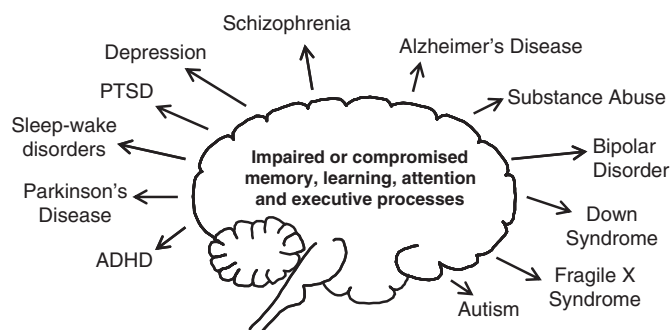 Schizophrenia
Depression
Alzheimer's Disease
PTSD
Substance Abuse
Sleep-wake
disorders
Bipolar
Disorder
Impaired or compromised
memory, learning, attention
and executive processes
Parkinson's
Disease
Down
Syndrome
ADHD
Fragile X
Syndrome
Autism